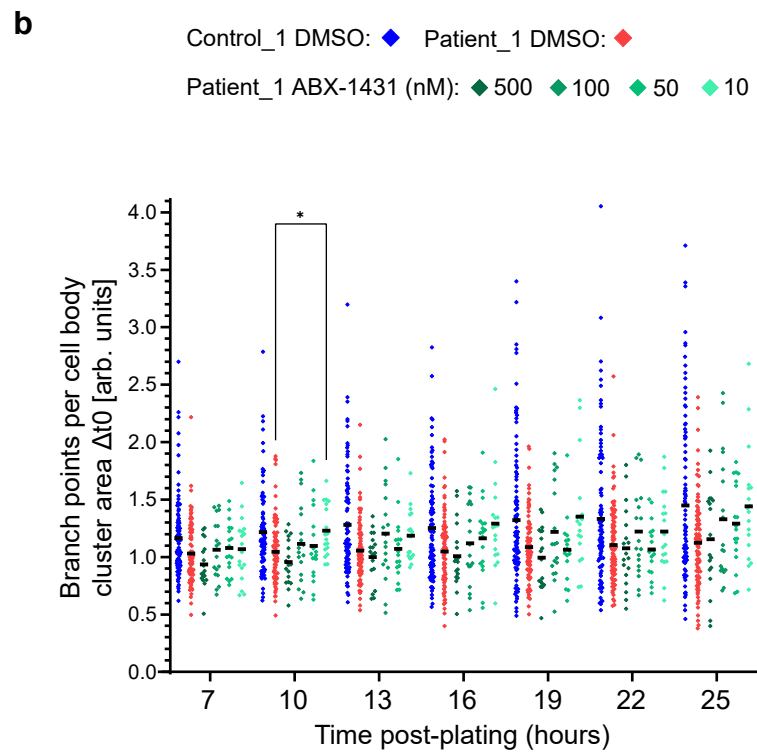 b
Control_1 DMSO: Patient_1 DMSO:
Patient_1 ABX-1431 (nM): 500 100 50 10
*
Branch points per cell body
cluster area Δt0 [arb. units]
4.0
3.5
3.0
2.5
2.0
1.5
1.0
0.5
0.0
7 10 13 16 19 22 25
Time post-plating (hours)